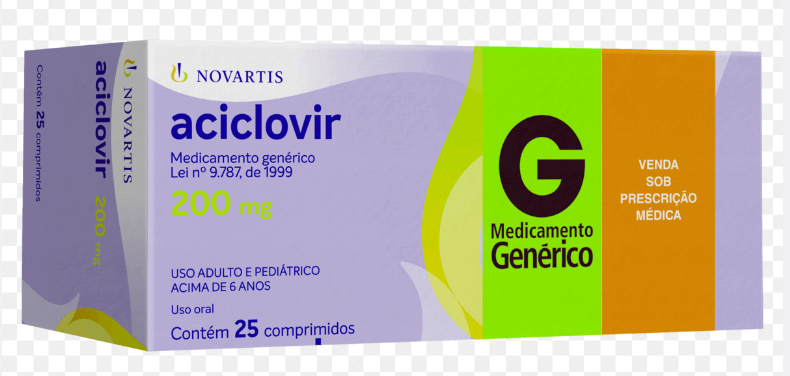 Contém 25 comprimidos
aciclovir 200 mg
NOVARTIS
NOVARTIS
aciclovir
Medicamento genérico
Lei nº 9.787, de 1999
200 mg
USO ADULTO E PEDIÁTRICO
ACIMA DE 6 ANOS
Uso oral
Contém 25 comprimidos
G
Medicamento
Genérico
VENDA
SOB
PRESCRIÇÃO
MÉDICA